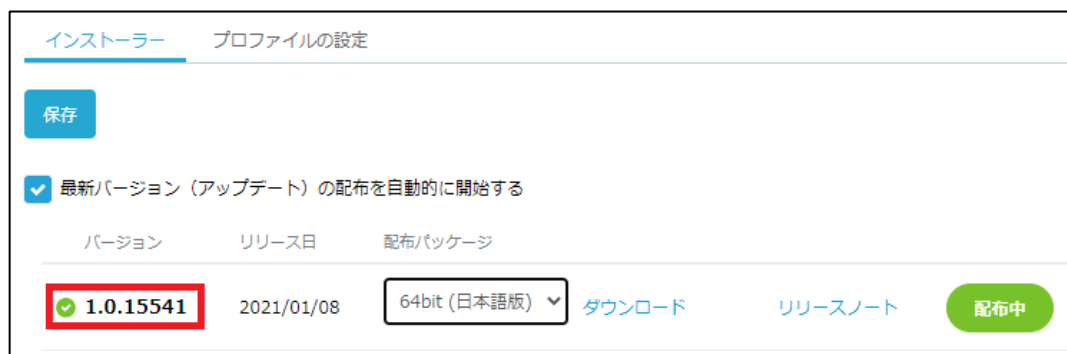 インストーラー プロファイルの設定
保存
最新バージョン（アップデート）の配布を自動的に開始する
バージョン リリース日 配布パッケージ
1.0.15541 2021/01/08 64bit (日本語版) ダウンロード リリースノート 配布中